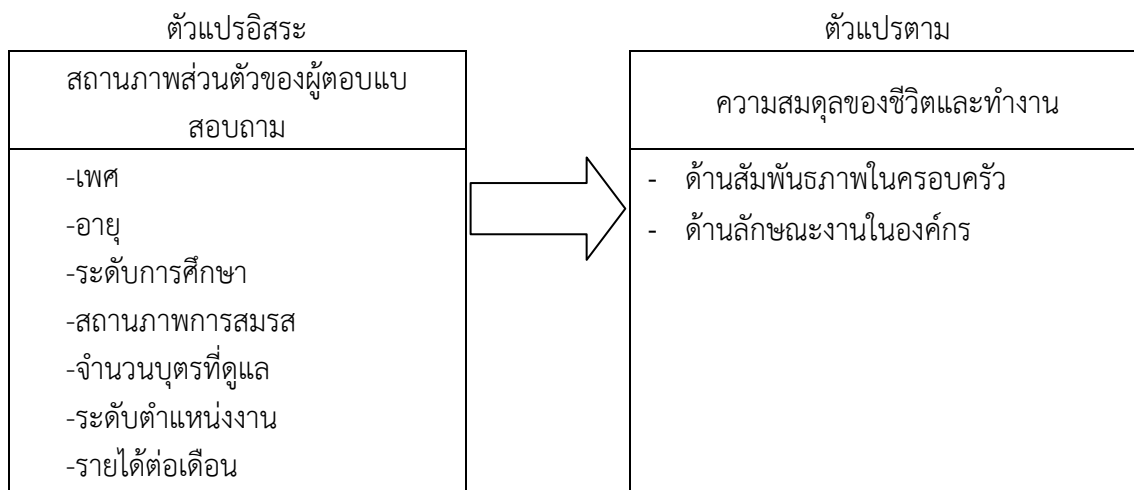 ตัวแปรอิสระ
สถานภาพส่วนตัวของผู้ตอบแบ
สอบถาม
-เพศ
-อายุ
-ระดับการศึกษา
-สถานภาพการสมรส
-จำนวนบุตรที่ดูแล
-ระดับตำแหน่งงาน
-รายได้ต่อเดือน
ตัวแปรตาม
ความสมดุลของชีวิตและทำงาน
- ด้านสัมพันธภาพในครอบครัว
- ด้านลักษณะงานในองค์กร